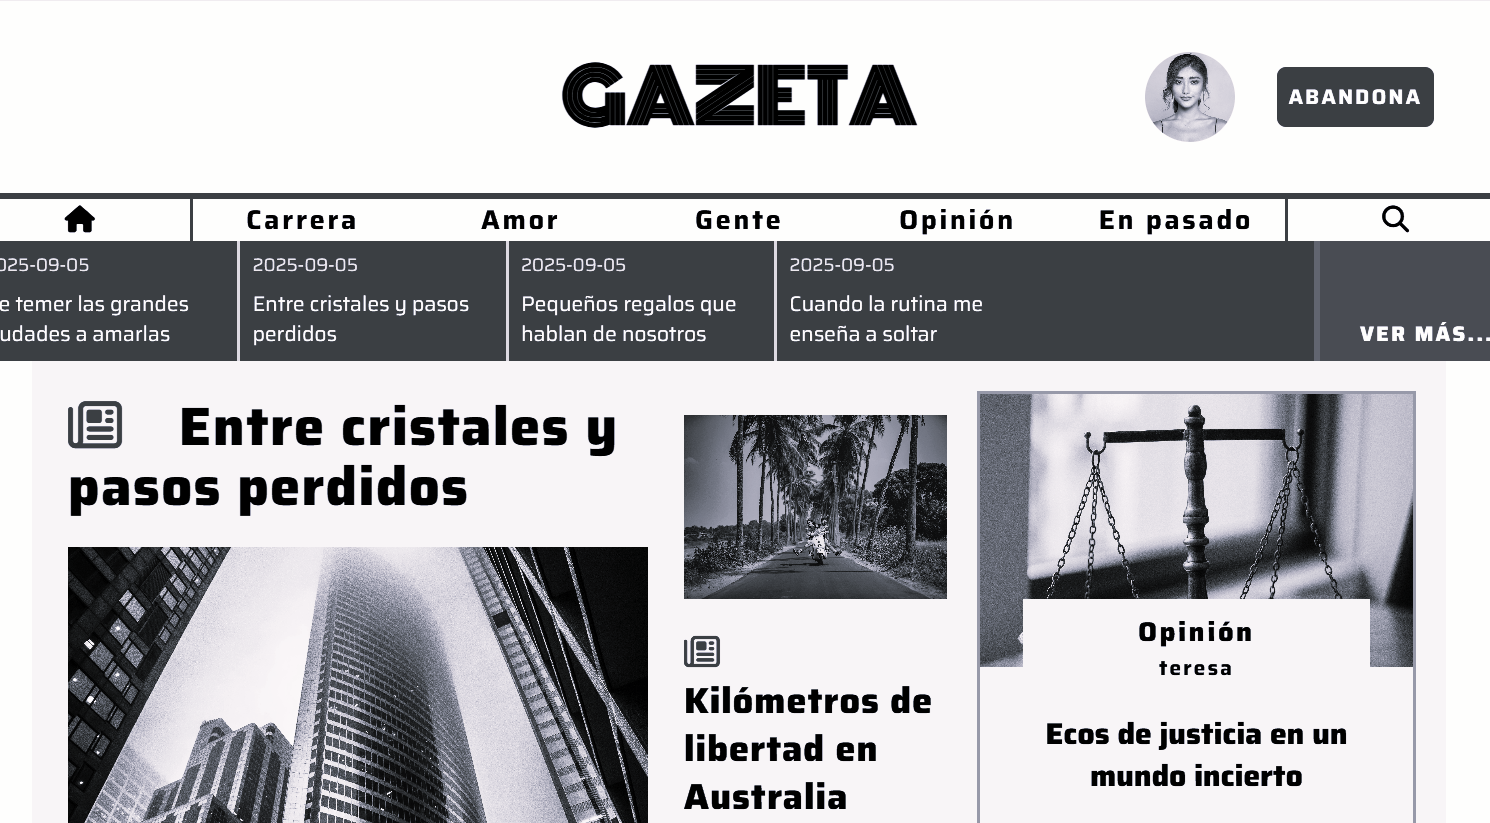 GAZETA
ABANDONA
Carrera
Amor
Gente
Opinión
En pasado
025-09-05
e temer las grandes
udades a amarlas
2025-09-05
Entre cristales y pasos
perdidos
2025-09-05
Pequeños regalos que
hablan de nosotros
2025-09-05
Cuando la rutina me
enseña a soltar
VER MÁS...
Entre cristales y
pasos perdidos
Kilómetros de
libertad en
Australia
Opinión
teresa
Ecos de justicia en un
mundo incierto